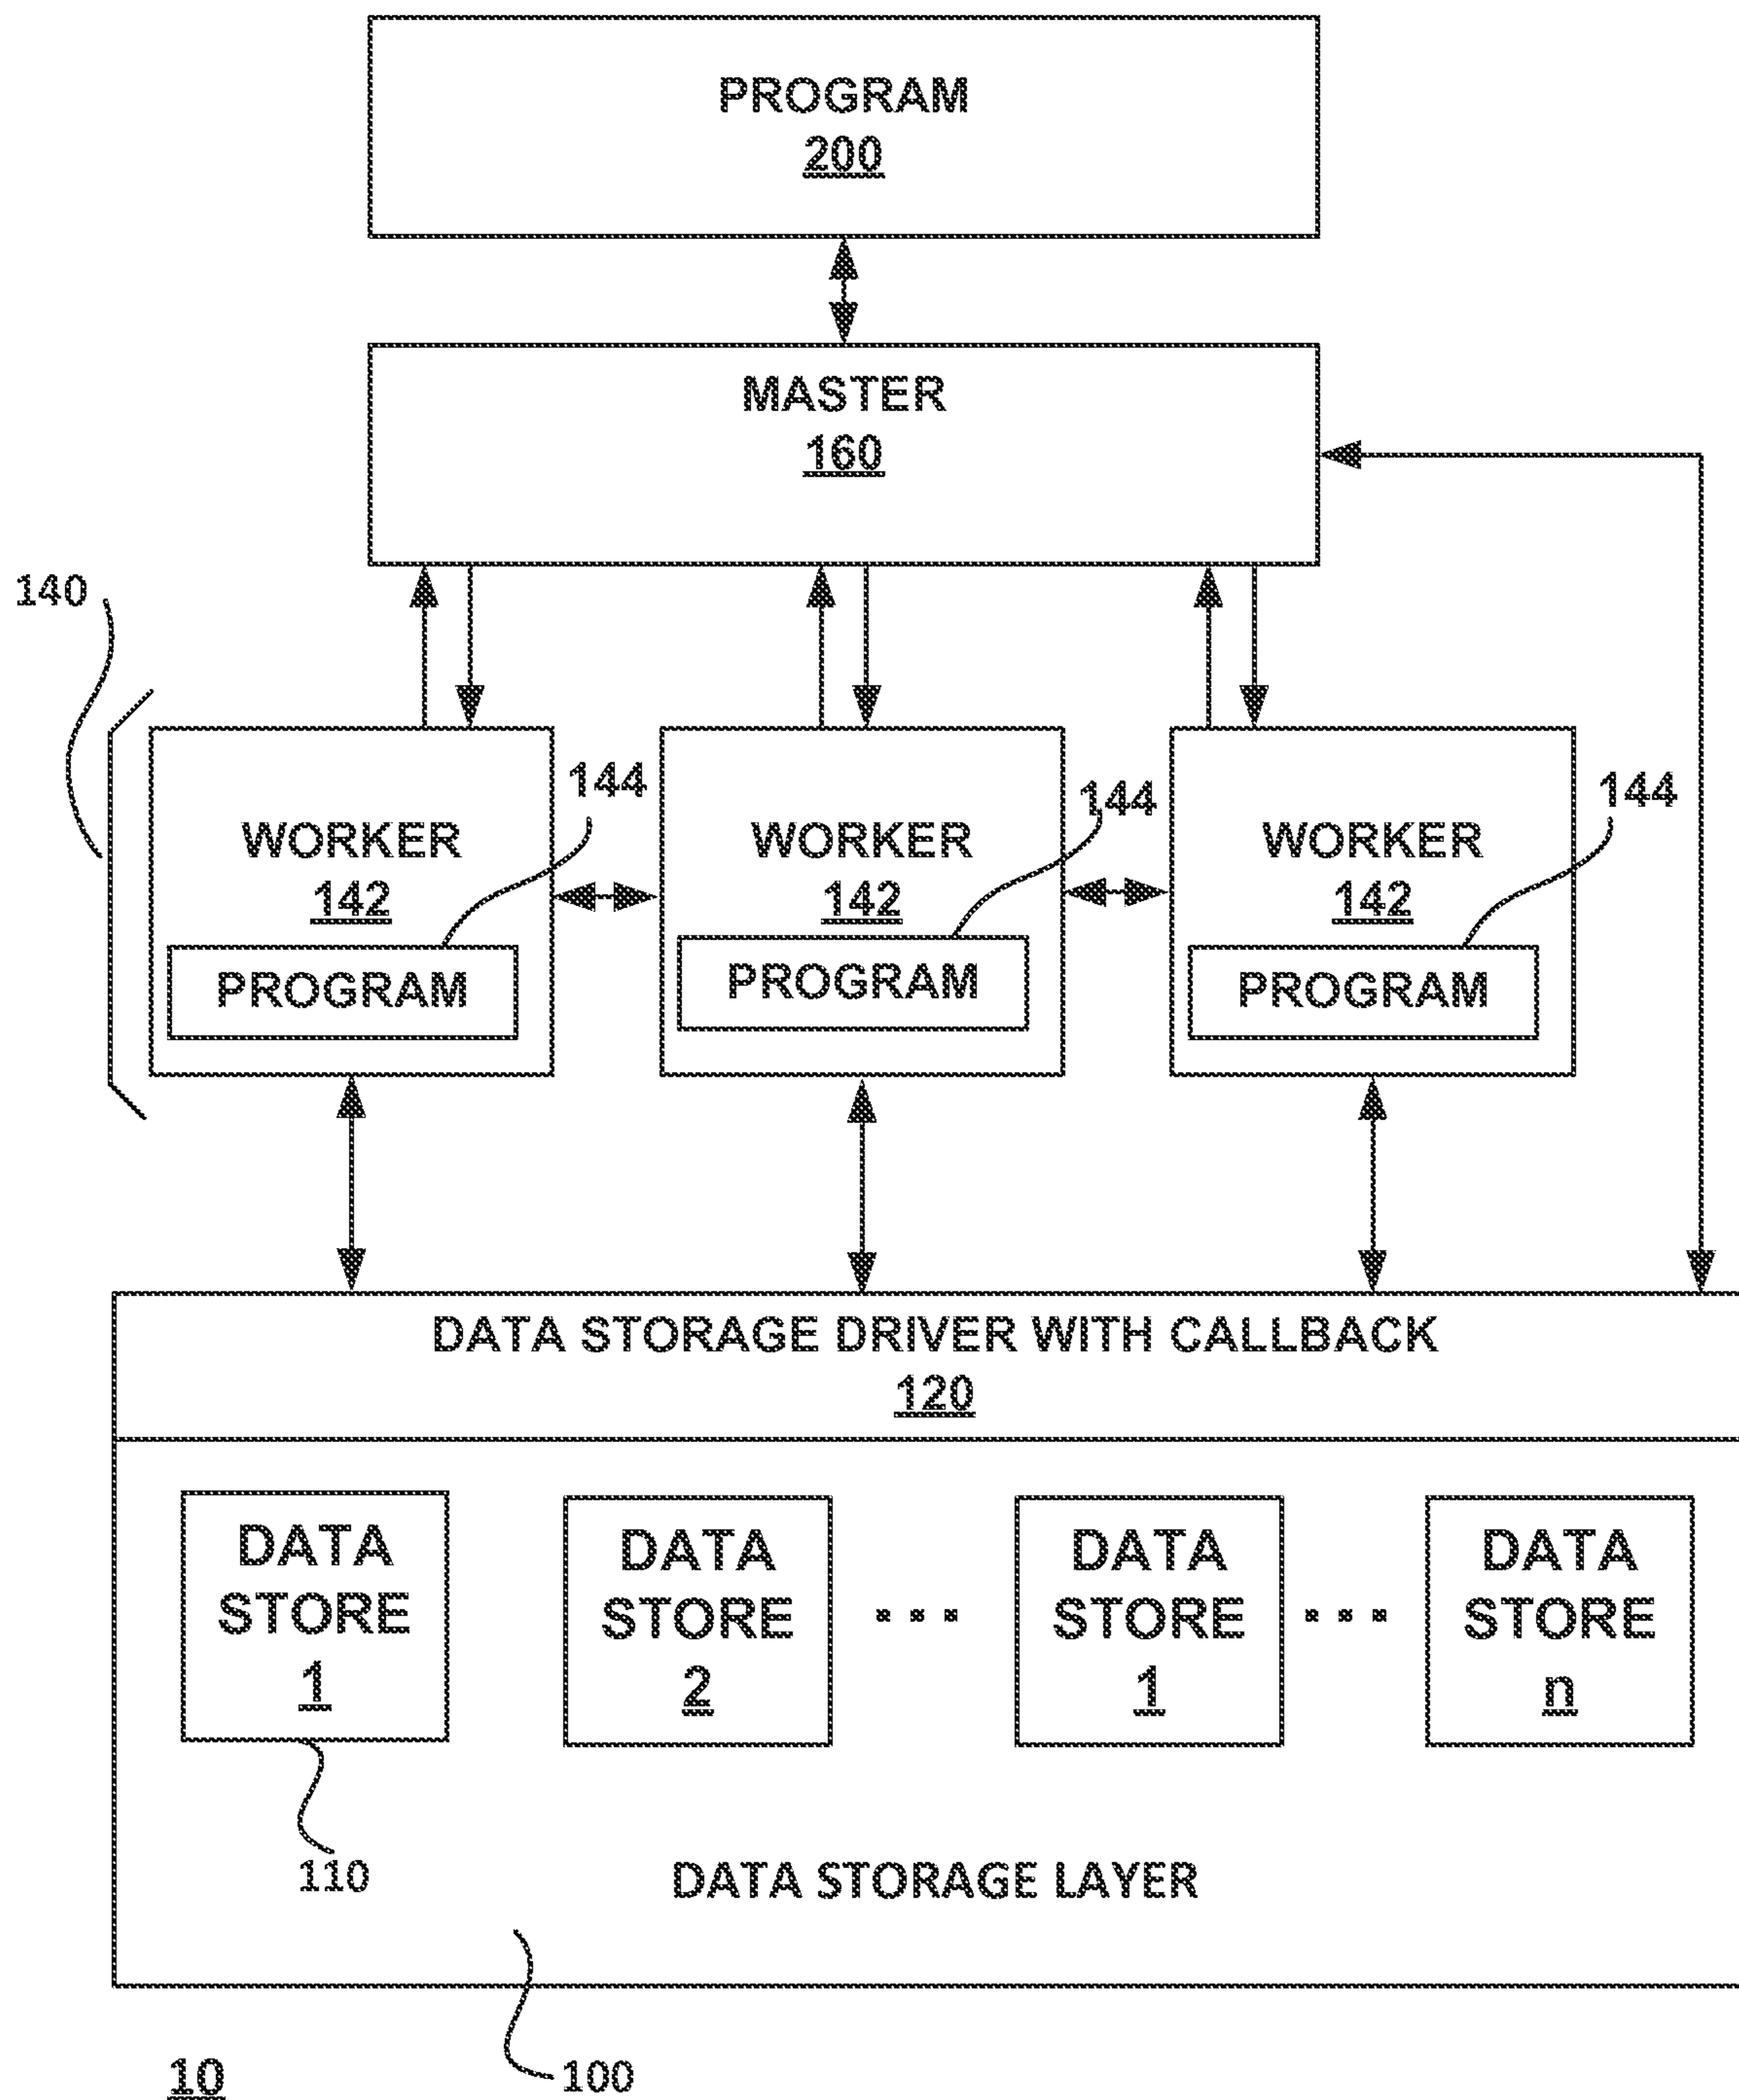 PROGRAM
200
MASTER
160
140
144
144
144
WORKER
142
PROGRAM
WORKER
142
PROGRAM
WORKER
142
PROGRAM
DATA STORAGE DRIVER WITH CALLBACK
120
DATA
STORE
1
DATA
STORE
2
...
DATA
STORE
1
...
DATA
STORE
n
110
DATA STORAGE LAYER
100
10